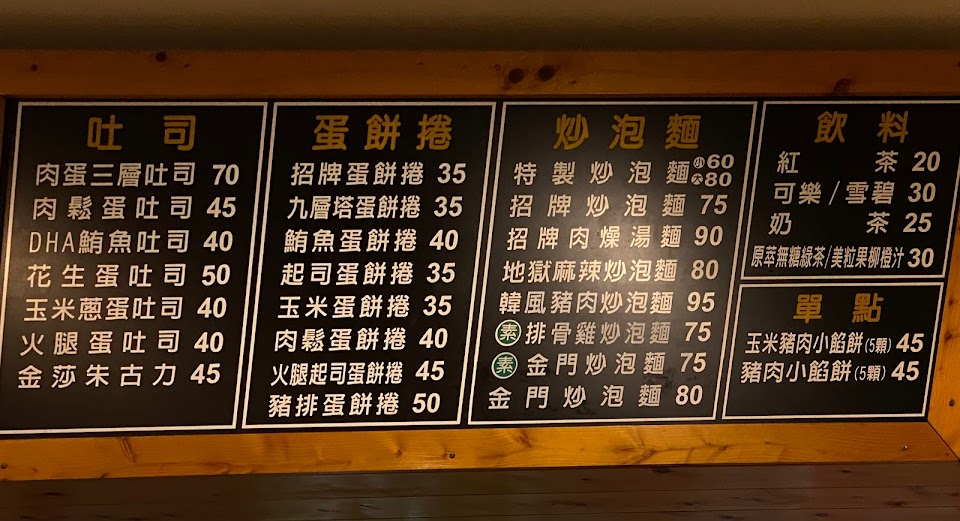 吐司
肉蛋三層吐司 70
肉鬆蛋吐司 45
DHA鮪魚吐司 40
花生蛋吐司 50
玉米蔥蛋吐司 40
火腿蛋吐司 40
金莎朱古力 45
蛋餅捲
招牌蛋餅捲 35
九層塔蛋餅捲 35
鮪魚蛋餅捲 40
起司蛋餅捲 35
玉米蛋餅捲 35
肉鬆蛋餅捲 40
火腿起司蛋餅捲 45
豬排蛋餅捲 50
炒泡麵
特製炒泡麵 小60
大80
招牌炒泡麵 75
招牌肉燥湯麵 90
地獄麻辣炒泡麵 80
韓風豬肉炒泡麵 95
素 排骨雞炒泡麵 75
素 金門炒泡麵 75
金門炒泡麵 80
飲料
紅茶 20
可樂/雪碧 30
奶茶 25
原萃無糖綠茶/美粒果柳橙汁 30
單點
玉米豬肉小餡餅(5顆) 45
豬肉小餡餅(5顆) 45